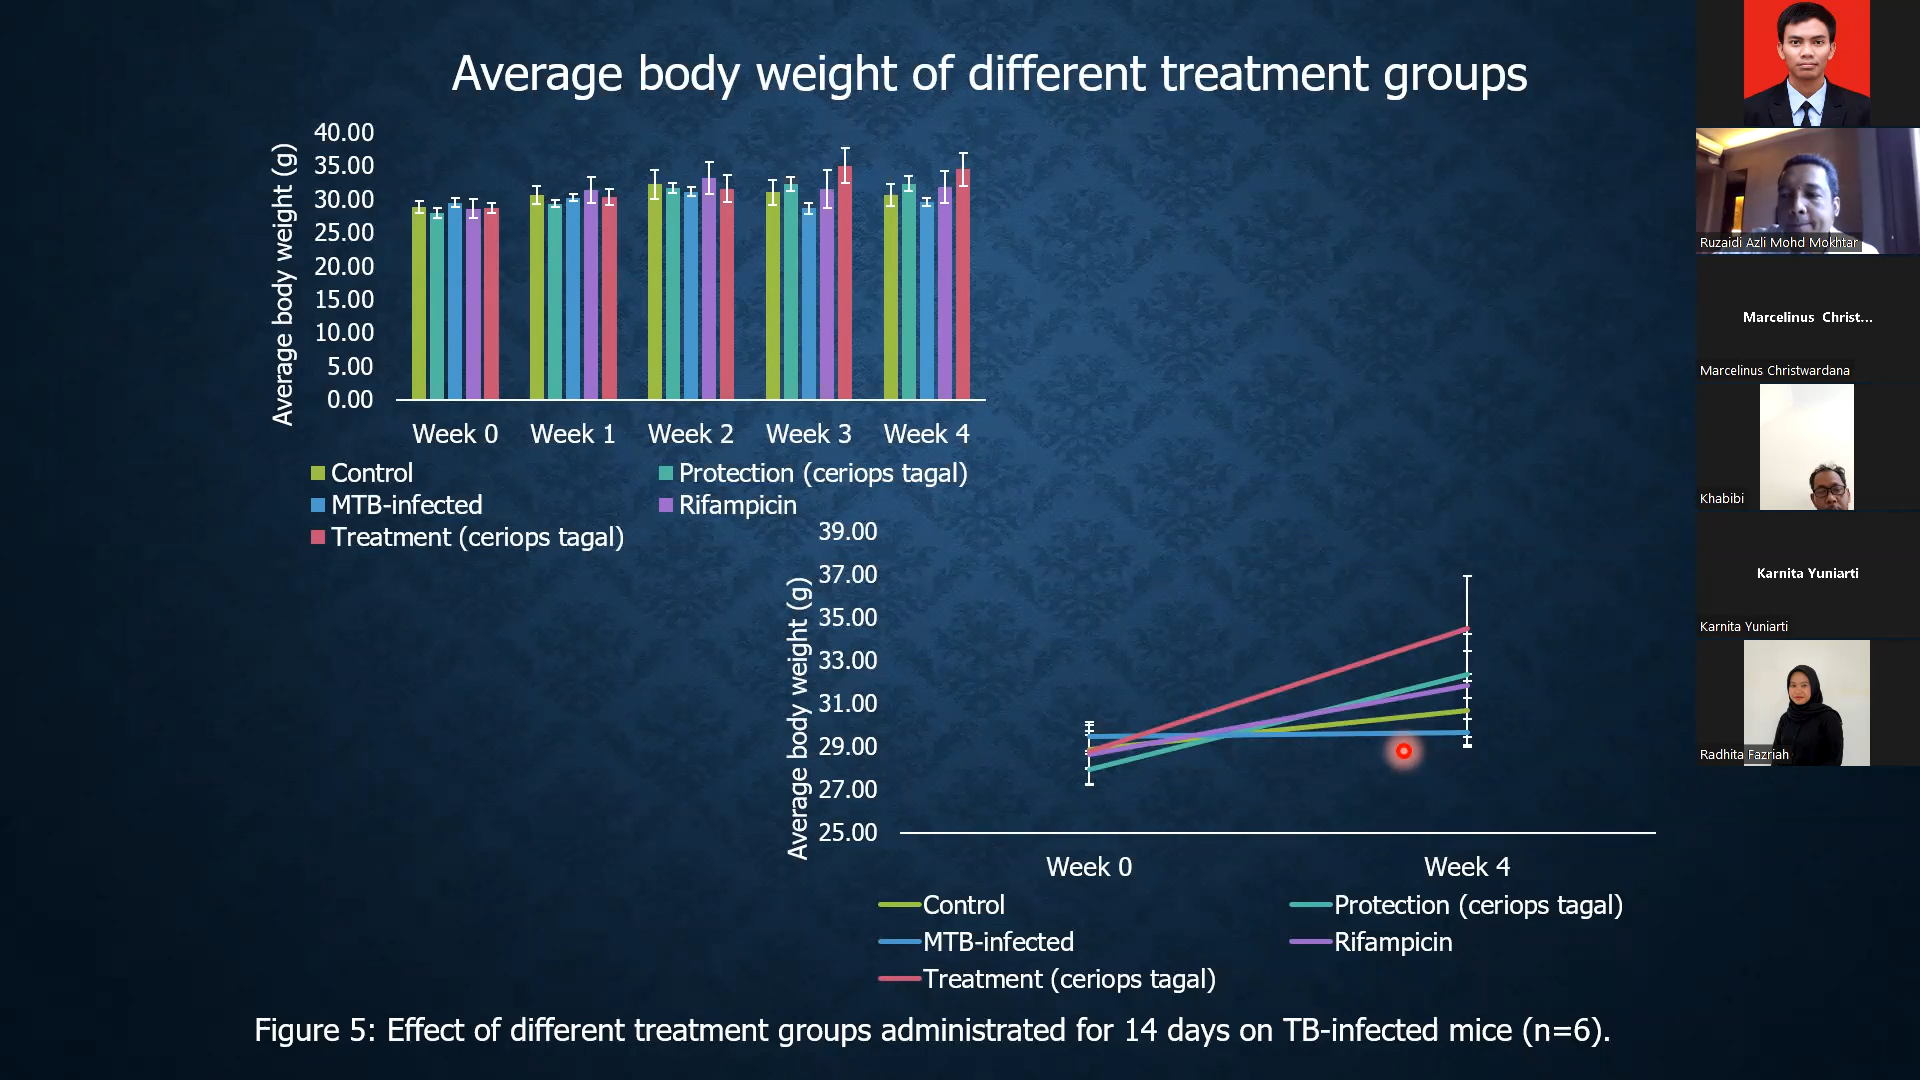 Average body weight of different treatment groups
Average body weight (g)
40.00
35.00
30.00
25.00
20.00
15.00
10.00
5.00
0.00
Week 0 Week 1 Week 2 Week 3 Week 4
Control Protection (ceriops tagal)
MTB-infected Rifampicin
Treatment (ceriops tagal)
Average body weight (g)
39.00
37.00
35.00
33.00
31.00
29.00
27.00
25.00
Week 0 Week 4
Control Protection (ceriops tagal)
MTB-infected Rifampicin
Treatment (ceriops tagal)
Figure 5: Effect of different treatment groups administrated for 14 days on TB-infected mice (n=6).
Ruzaidi Azli Mohd Mokhtar
Marcelinus Christ...
Marcelinus Christwardana
Khabibi
Karnita Yuniarti
Karnita Yuniarti
Radhita Fazriah